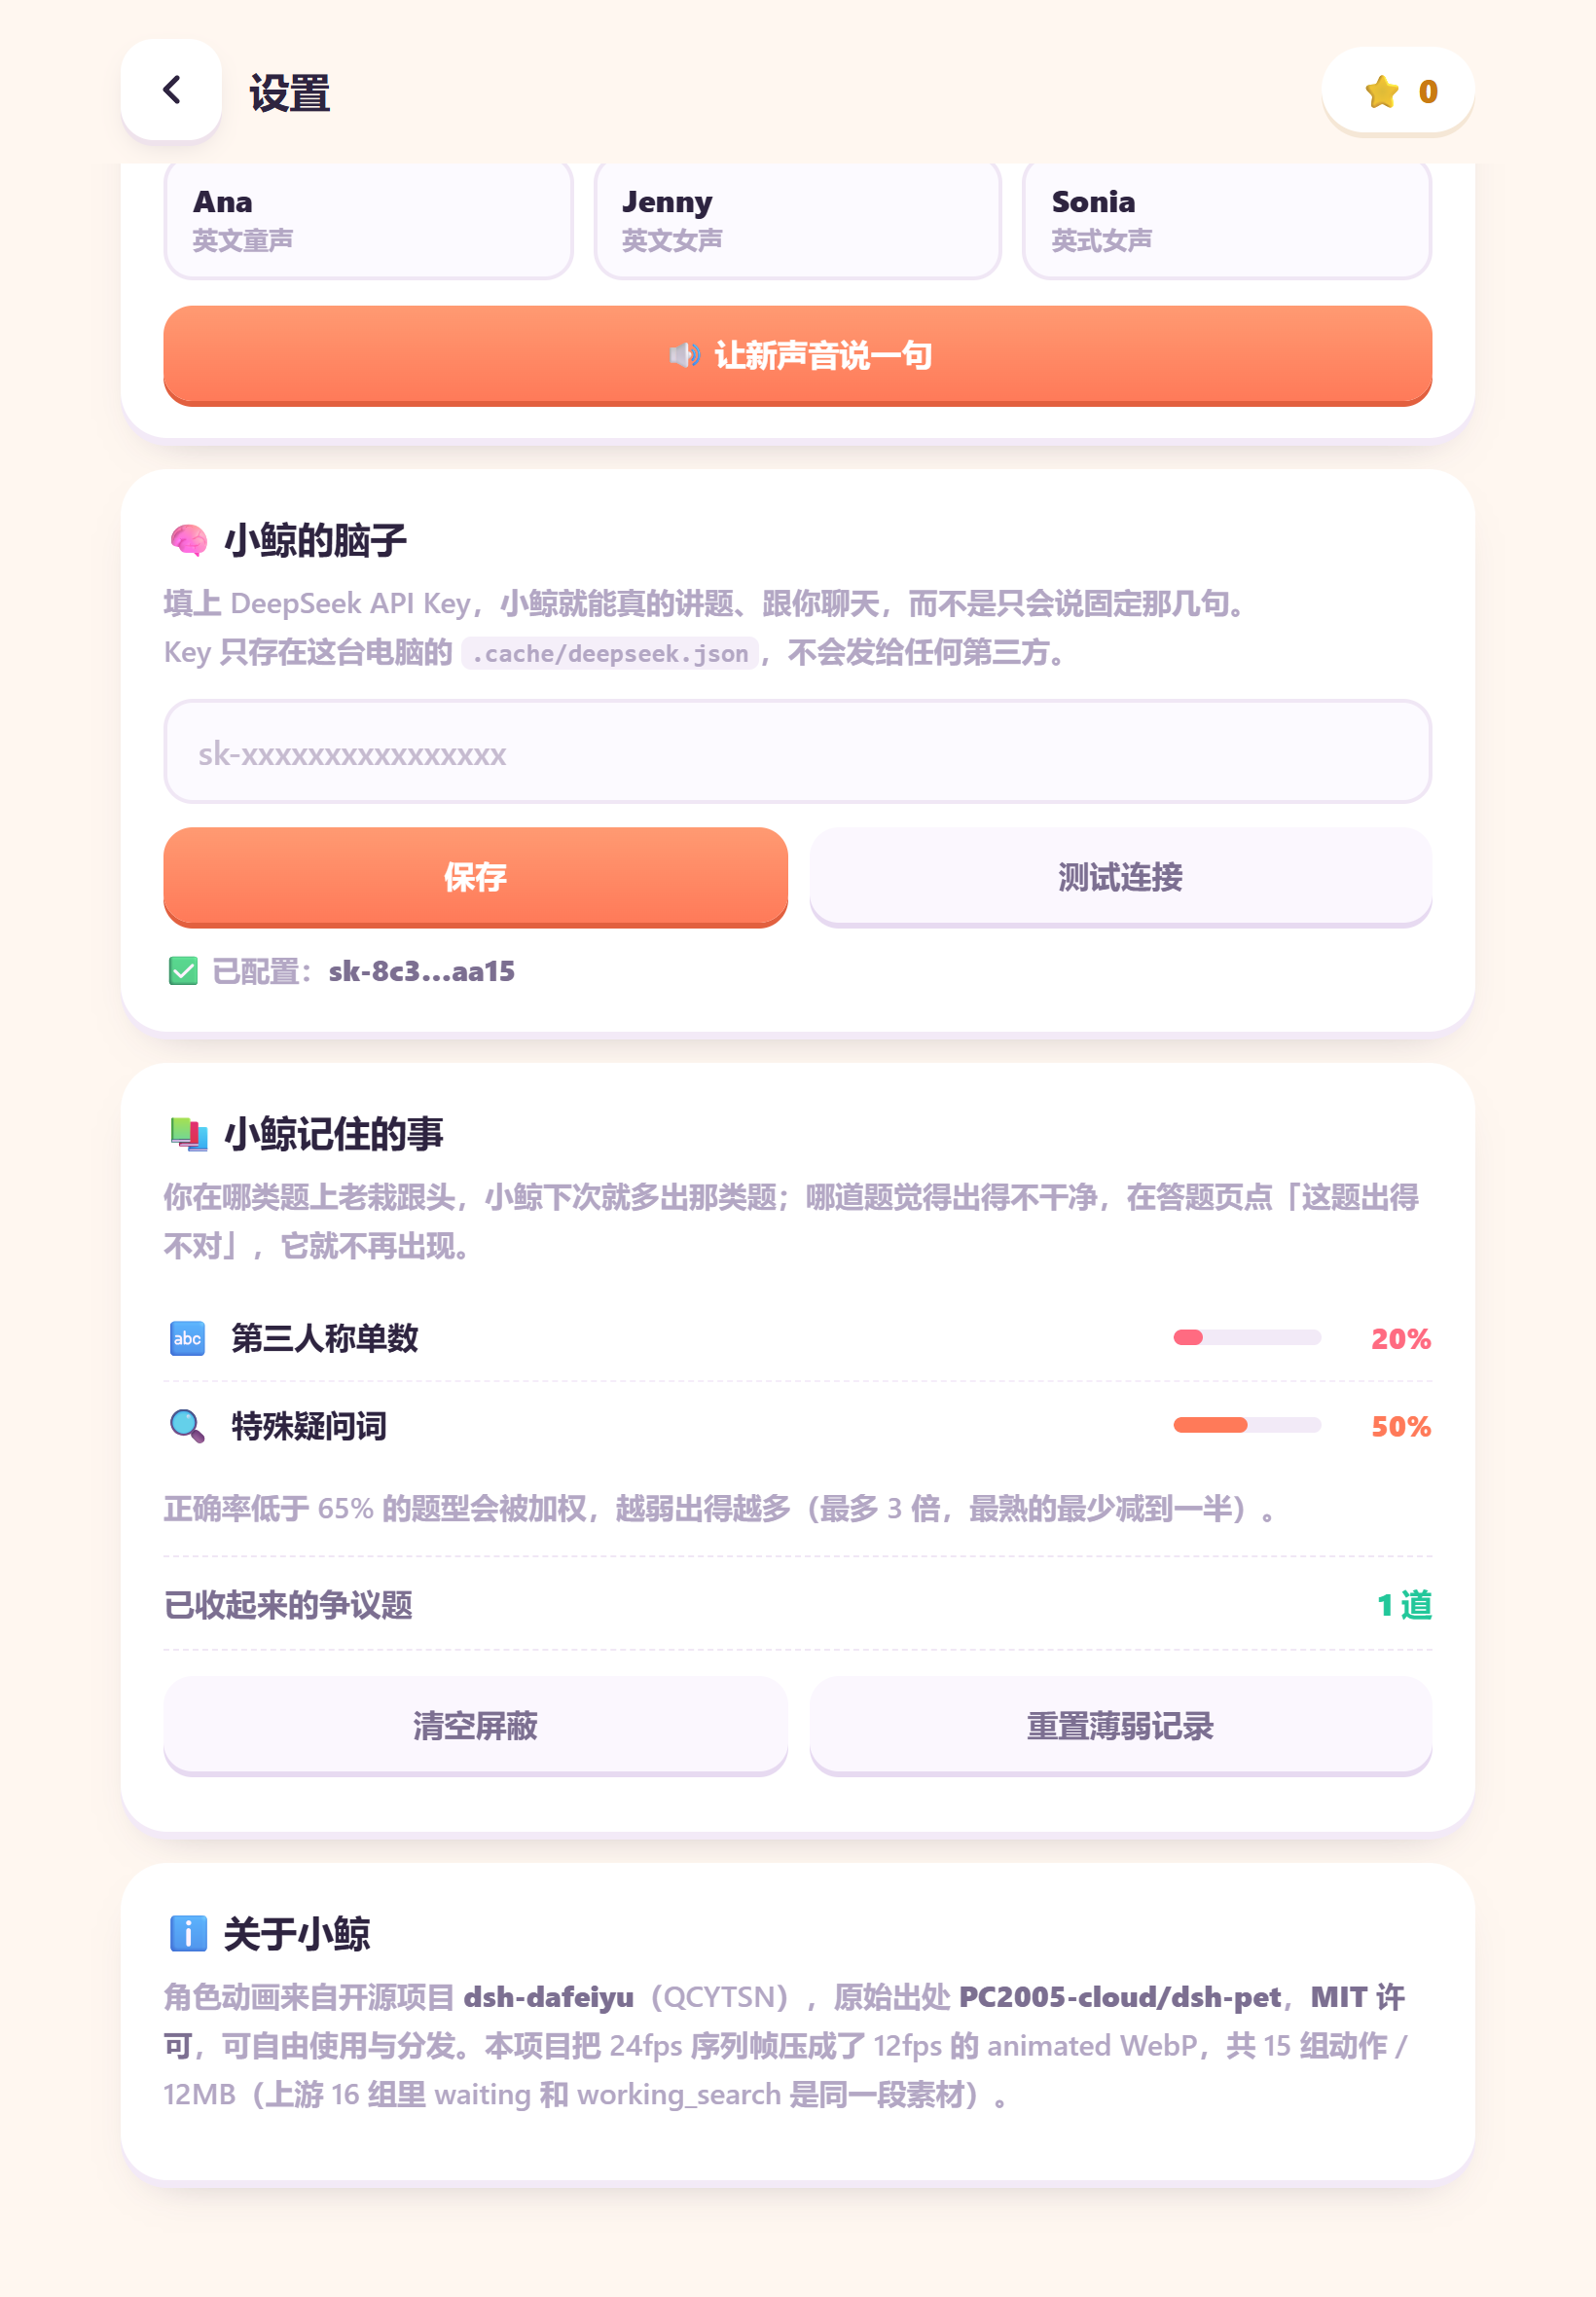 设置
0
Ana
英文童声
Jenny
英文女声
Sonia
英式女声
让新声音说一句
小鲸的脑子
填上 DeepSeek API Key，小鲸就能真的讲题、跟你聊天，而不是只会说固定那几句。
Key 只存在这台电脑的 .cache/deepseek.json，不会发给任何第三方。
sk-xxxxxxxxxxxxxxxx
保存
测试连接
已配置：sk-8c3...aa15
小鲸记住的事
你在哪类题上老栽跟头，小鲸下次就多出那类题；哪道题觉得出得不干净，在答题页点「这题出得
不对」，它就不再出现。
abc
第三人称单数
20%
特殊疑问词
50%
正确率低于 65% 的题型会被加权，越弱出得越多（最多 3 倍，最熟的最少减到一半）。
已收起来的争议题
1 道
清空屏蔽
重置薄弱记录
关于小鲸
角色动画来自开源项目 dsh-dafeiyu（QCYTSN），原始出处 PC2005-cloud/dsh-pet，MIT 许
可，可自由使用与分发。本项目把 24fps 序列帧压成了 12fps 的 animated WebP，共 15 组动作 /
12MB（上游 16 组里 waiting 和 working_search 是同一段素材）。